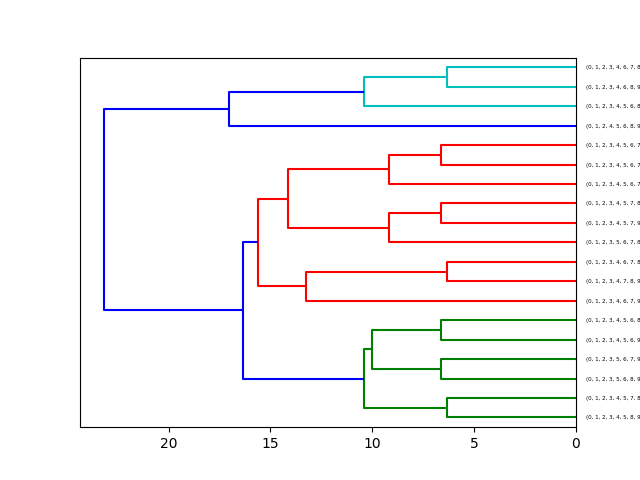 (0, 1, 2, 3, 4, 6, 7, 8
(0, 1, 2, 3, 4, 6, 8, 9
(0, 1, 2, 3, 4, 5, 6, 8
(0, 1, 2, 4, 5, 6, 8, 9
(0, 1, 2, 3, 4, 5, 6, 7
(0, 1, 2, 3, 4, 5, 6, 7
(0, 1, 2, 3, 4, 5, 6, 7
(0, 1, 2, 3, 4, 5, 7, 8
(0, 1, 2, 3, 4, 5, 7, 9
(0, 1, 2, 3, 5, 6, 7, 8
(0, 1, 2, 3, 4, 6, 7, 8
(0, 1, 2, 3, 4, 7, 8, 9
(0, 1, 2, 3, 4, 6, 7, 9
(0, 1, 2, 3, 4, 5, 6, 8
(0, 1, 2, 3, 4, 5, 6, 9
(0, 1, 2, 3, 5, 6, 7, 9
(0, 1, 2, 3, 5, 6, 8, 9
(0, 1, 2, 3, 4, 5, 7, 8
(0, 1, 2, 3, 4, 5, 8, 9
20 15 10 5 0